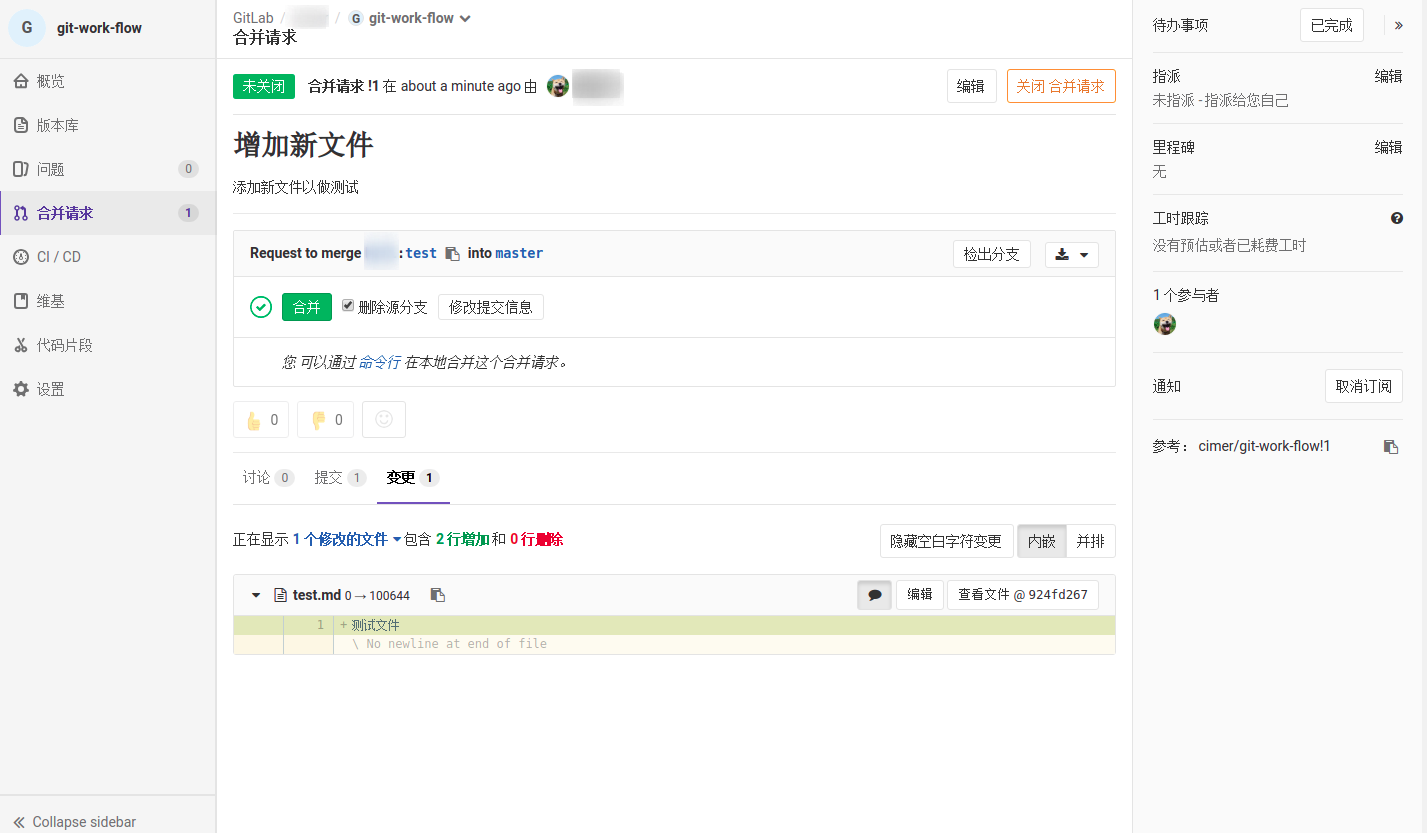 G git-work-flow
概览
版本库
问题 0
合并请求 1
CI / CD
维基
代码片段
设置
Collapse sidebar
GitLab / / G git-work-flow
合并请求
未关闭 合并请求 !1 在 about a minute ago 由
编辑 关闭 合并请求
增加新文件
添加新文件以做测试
Request to merge :test into master
检出分支
合并 删除源分支 修改提交信息
您 可以通过 命令行 在本地合并这个合并请求。
0 0
讨论 0 提交 1 变更 1
正在显示 1 个修改的文件 包含 2 行增加 和 0 行删除
隐藏空白字符变更 内嵌 并排
test.md 0 → 100644
编辑 查看文件 @ 924fd267
1 + 测试文件
\ No newline at end of file
待办事项 已完成 »
指派 编辑
未指派 - 指派给您自己
里程碑 编辑
无
工时跟踪 ?
没有预估或者已耗费工时
1 个参与者
通知 取消订阅
参考： cimer/git-work-flow!1